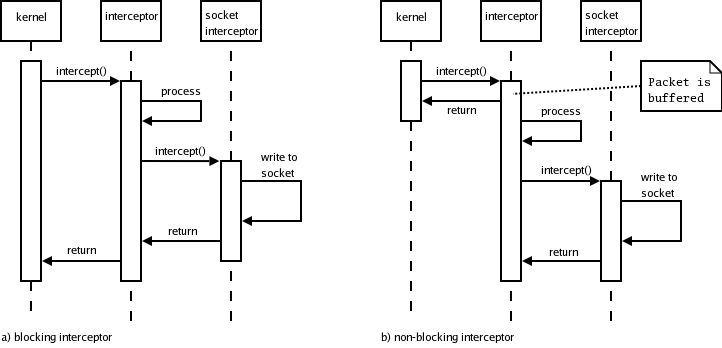 kernel
interceptor
socket
interceptor
intercept()
process
intercept()
write to
socket
return
return
a) blocking interceptor
kernel
interceptor
socket
interceptor
intercept()
Packet is
buffered
return
process
intercept()
write to
socket
return
b) non-blocking interceptor